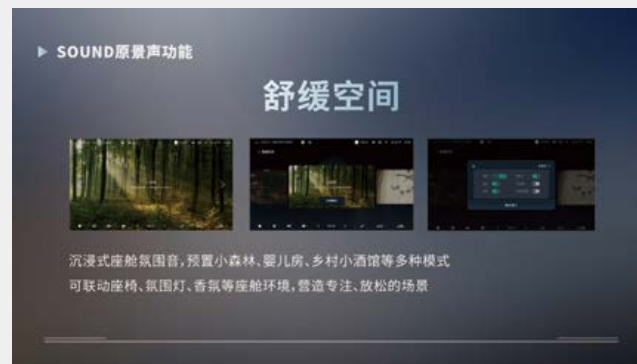 SOUND原景声功能
舒缓空间
沉浸式座舱氛围音,预置小森林、婴儿房、乡村小酒馆等多种模式
可联动座椅、氛围灯、香氛等座舱环境,营造专注、放松的场景